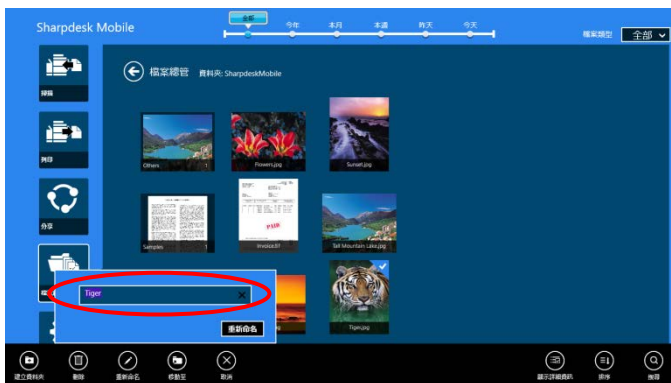 Sharpdesk Mobile
全部 今年 本月 本週 昨天 今天
檔案類型 全部
掃描
檔案總管 資料夾: SharpdeskMobile
列印
Others 1
Flowers.jpg
Sunset.jpg
分享
PAID
Samples 1
Invoice.tif
Tall Mountain Lake.jpg
Tiger
重新命名
Tiger.jpg
建立資料夾 刪除 重新命名 移動至 取消 顯示詳細資訊 排序 搜尋